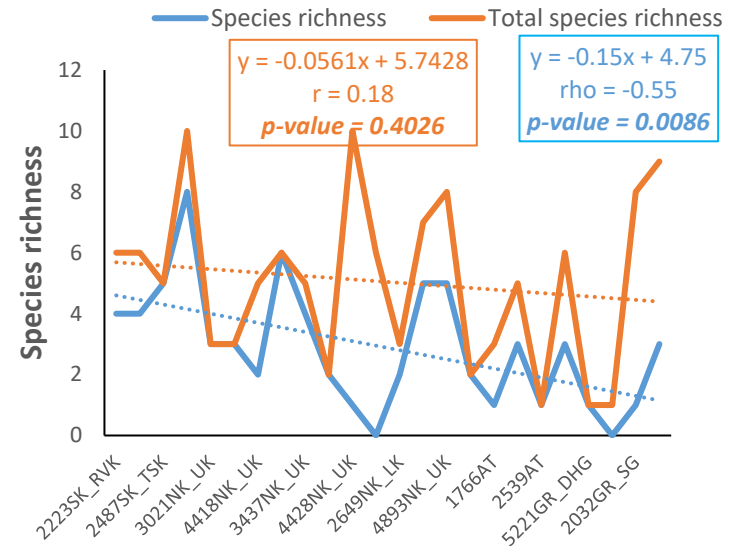 Species richness
Total species richness
y = -0.0561x + 5.7428
r = 0.18
p-value = 0.4026
y = -0.15x + 4.75
rho = -0.55
p-value = 0.0086
Species richness
12
10
8
6
4
2
0
2223SK_RVK
2487SK_TSK
3021NK_UK
4418NK_UK
3437NK_UK
4428NK_UK
2649NK_LK
4893NK_UK
1766AT
2539AT
5221GR_DHG
2032GR_SG